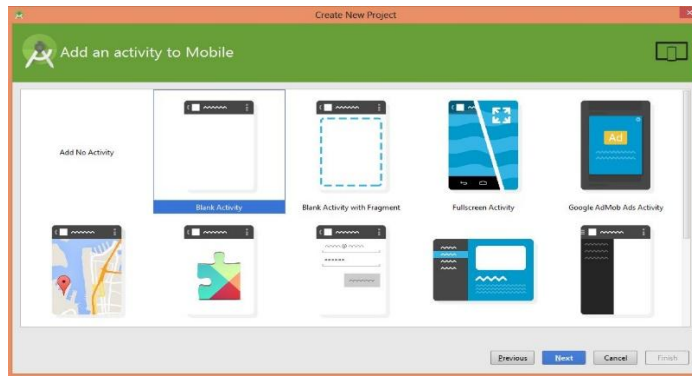 Create New Project
Add an activity to Mobile
Add No Activity
Ad
Blank Activity
Blank Activity with Fragment
Fullscreen Activity
Google AdMob Ads Activity
Previous
Next
Cancel
Finish